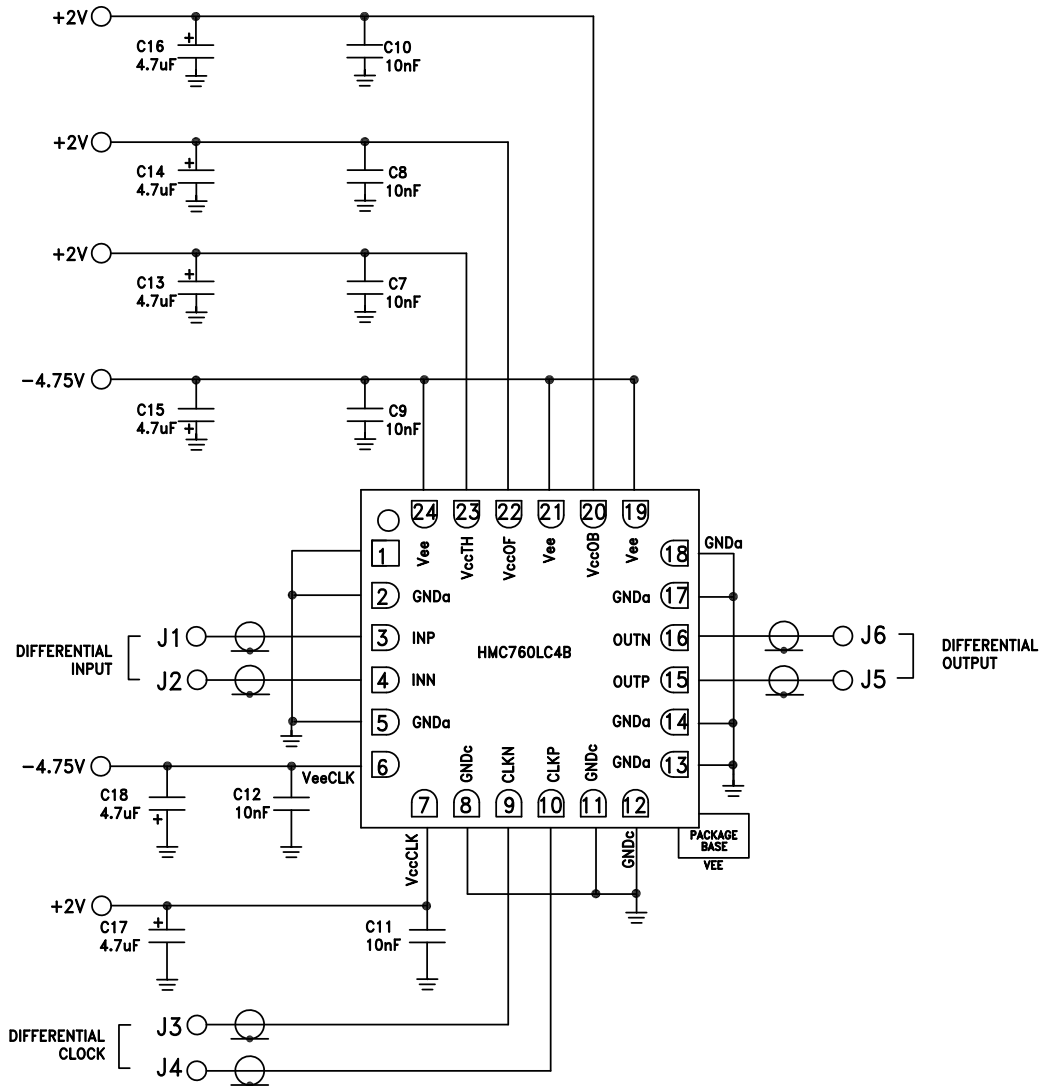 +2V
C16
+
4.7uF
C10
10nF
+2V
C14
+
4.7uF
C8
10nF
+2V
C13
+
4.7uF
C7
10nF
-4.75V
C15
4.7uF
+
C9
10nF
24
23
22
21
20
19
Vee
VccTH
VccOF
Vee
VccOB
Vee
1
2
GNDa
3
INP
4
INN
5
GNDa
6
VeeCLK
HMC760LC4B
18
GNDa
17
GNDa
16
OUTN
15
OUTP
14
GNDa
13
GNDa
GNDc
CLKN
CLKP
GNDc
7
8
9
10
11
12
VccCLK
GNDc
PACKAGE
BASE
VEE
DIFFERENTIAL
INPUT
J1
J2
J6
J5
DIFFERENTIAL
OUTPUT
-4.75V
C18
4.7uF
+
C12
10nF
+2V
C17
+
4.7uF
C11
10nF
DIFFERENTIAL
CLOCK
J3
J4